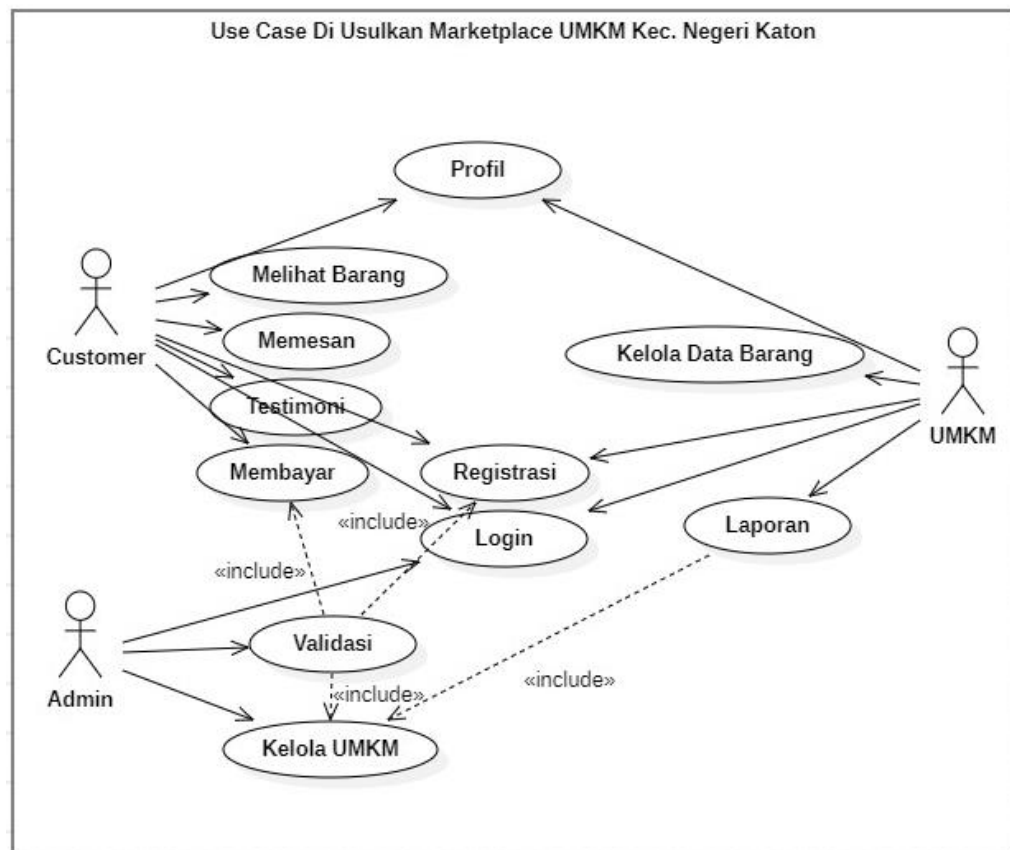 Use Case Di Usulkan Marketplace UMKM Kec. Negeri Katon
Profil
Melihat Barang
Customer
Memesan
Kelola Data Barang
Testimoni
UMKM
Membayar
Registrasi
«include»
Laporan
Login
«include»
Validasi
Admin
«include»
«include»
Kelola UMKM